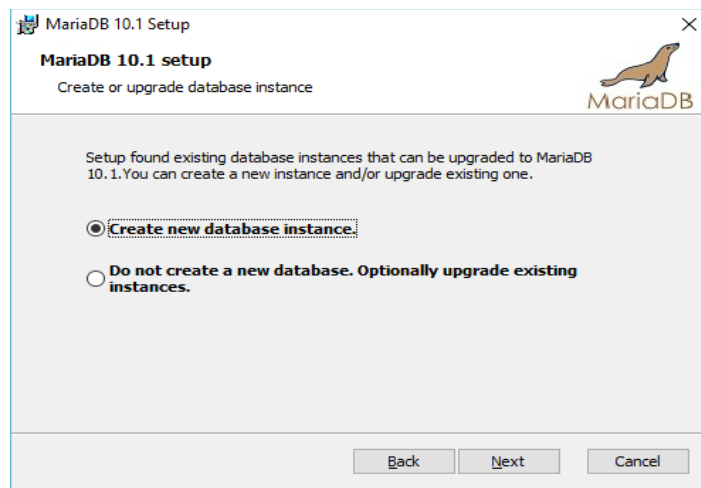 MariaDB 10.1 Setup
MariaDB 10.1 setup
Create or upgrade database instance
MariaDB
Setup found existing database instances that can be upgraded to MariaDB
10.1.You can create a new instance and/or upgrade existing one.
Create new database instance.
Do not create a new database. Optionally upgrade existing
instances.
Back
Next
Cancel